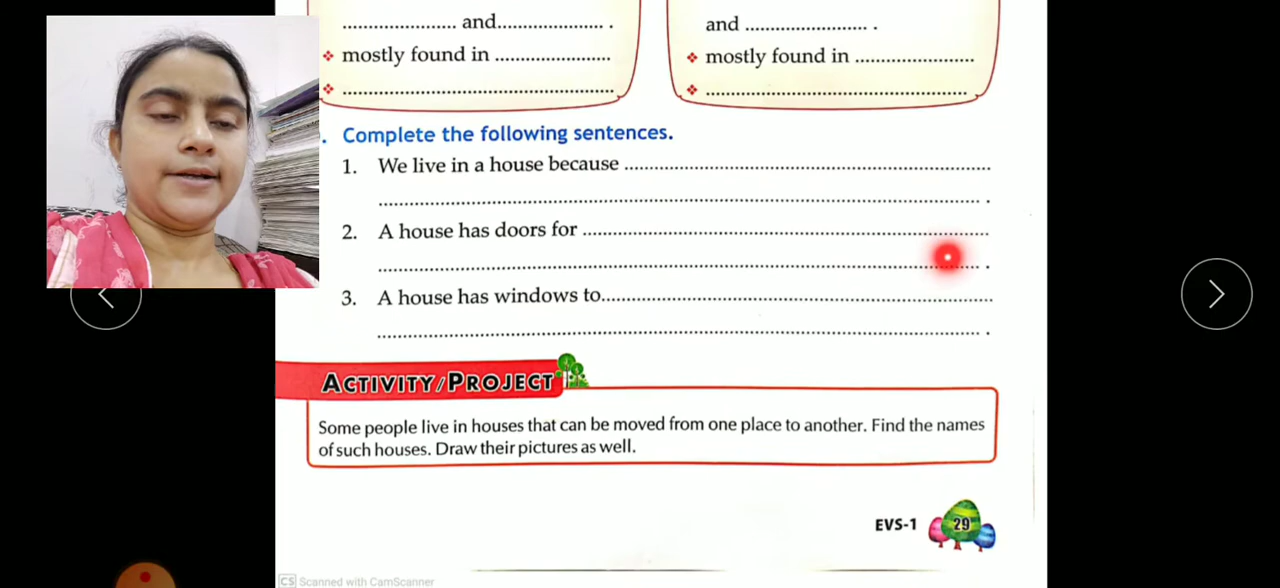 .................... and.................... .
and ........................ .
❖ mostly found in ......................
❖ mostly found in ......................
❖ ......................................................
❖ ......................................................
. Complete the following sentences.
1. We live in a house because ......................................................................
.................................................................................................................. .
2. A house has doors for ..............................................................................
.................................................................................................................. .
3. A house has windows to...........................................................................
.................................................................................................................. .
ACTIVITY/PROJECT
Some people live in houses that can be moved from one place to another. Find the names
of such houses. Draw their pictures as well.
EVS-1 29
CS Scanned with CamScanner